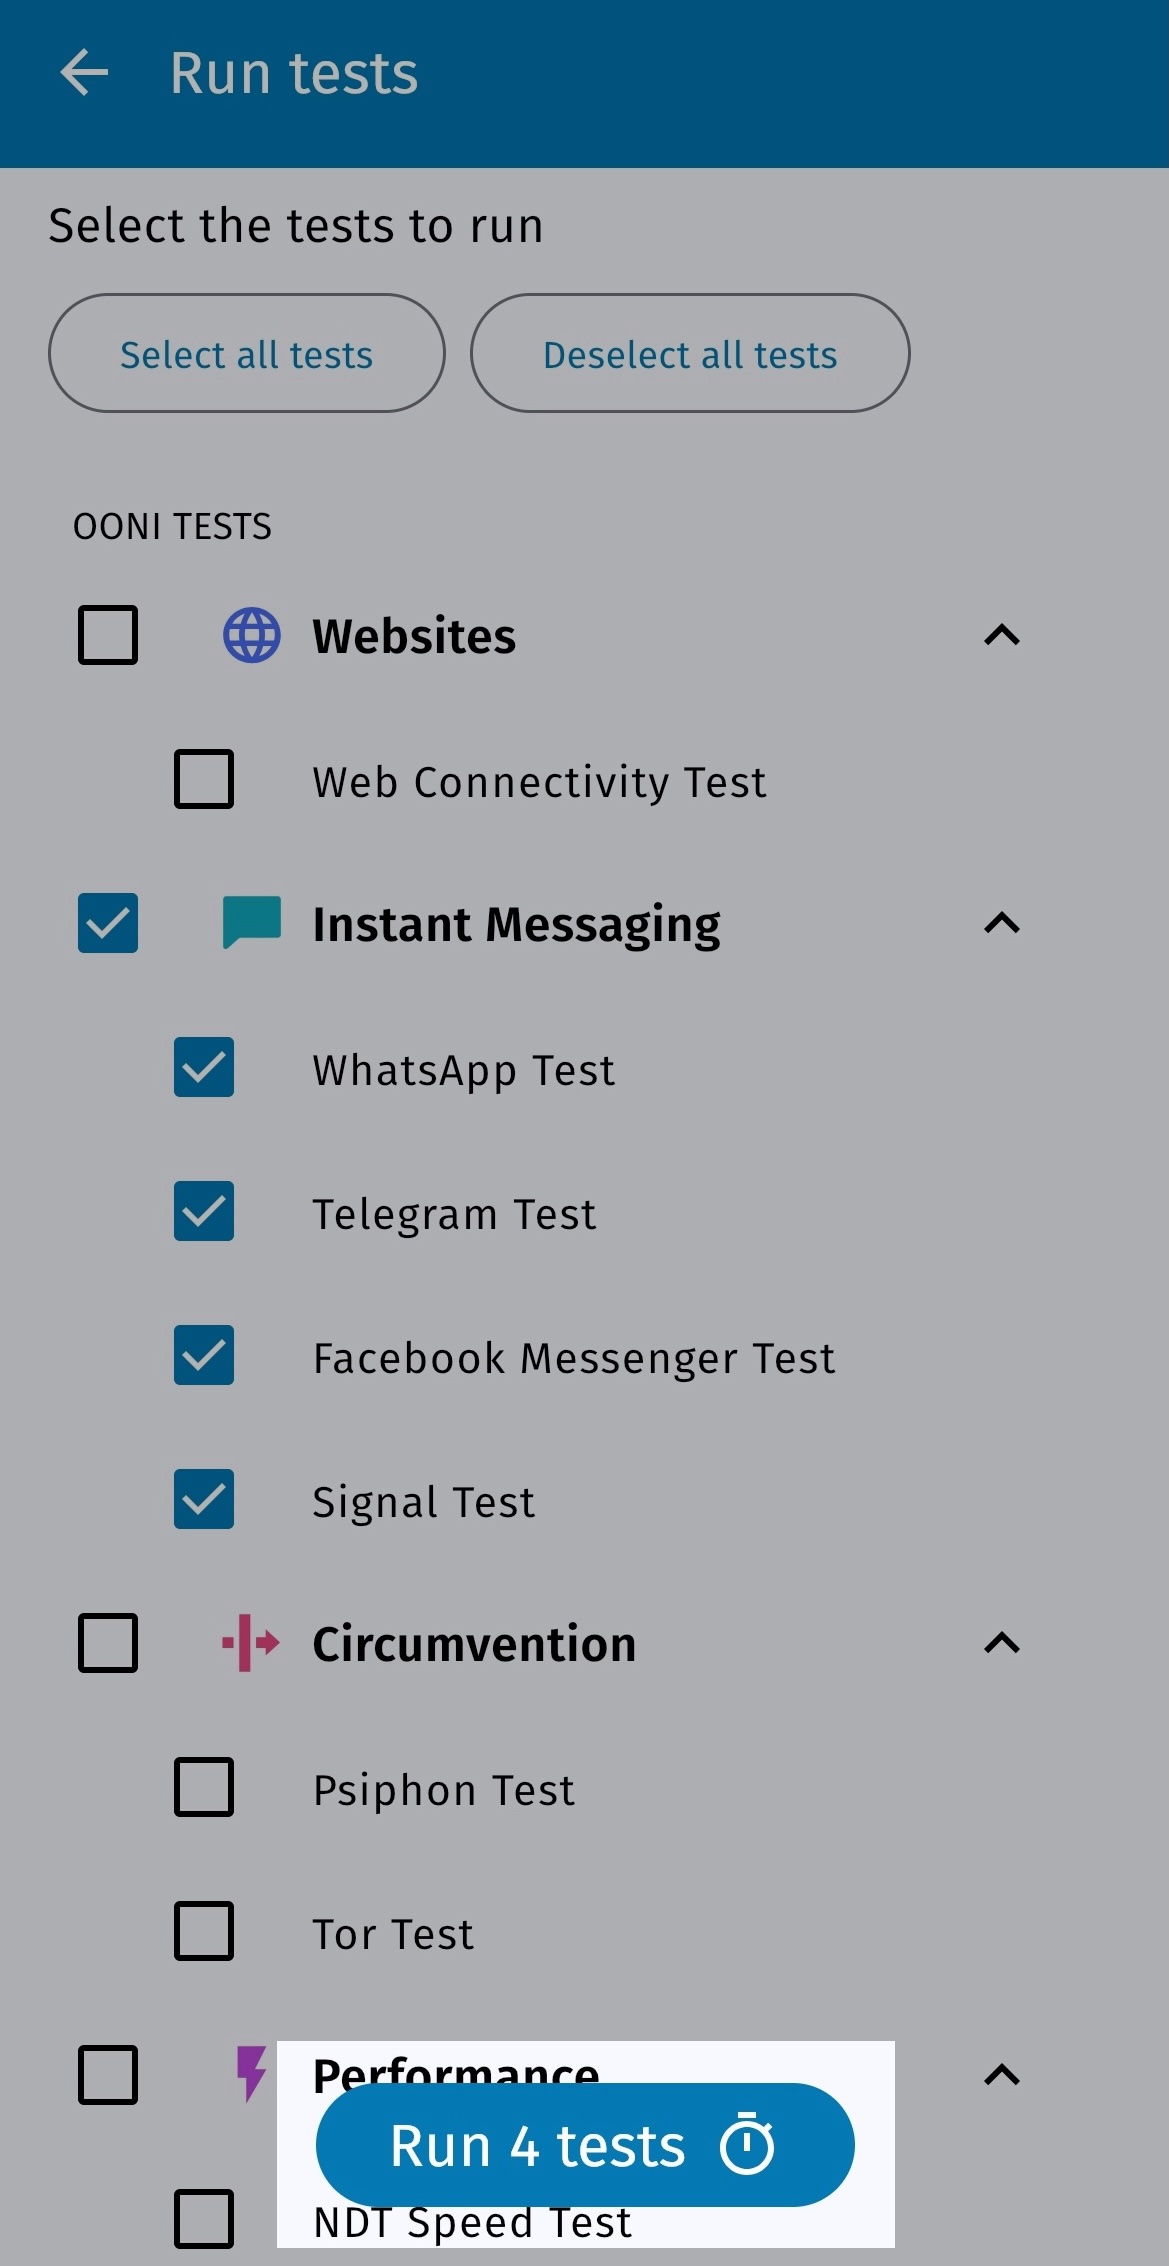 Run tests
Select the tests to run
Select all tests
Deselect all tests
OONI TESTS
Websites
Web Connectivity Test
Instant Messaging
WhatsApp Test
Telegram Test
Facebook Messenger Test
Signal Test
Circumvention
Psiphon Test
Tor Test
Performance
Run 4 tests
NDT Speed Test